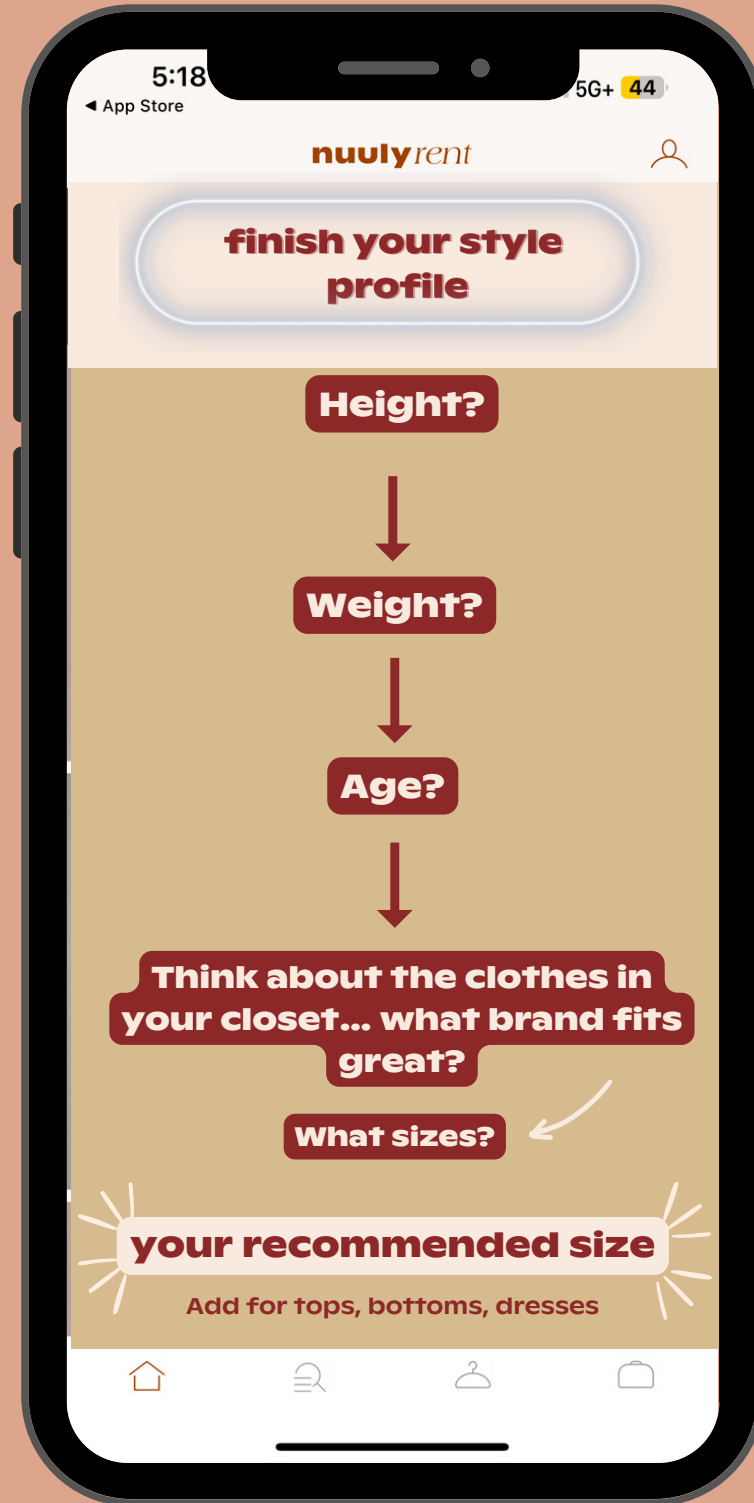 5:18
5G+ 44
◀ App Store
nuuly rent
finish your style
profile
Height?
Weight?
Age?
Think about the clothes in
your closet... what brand fits
great?
What sizes?
your recommended size
Add for tops, bottoms, dresses